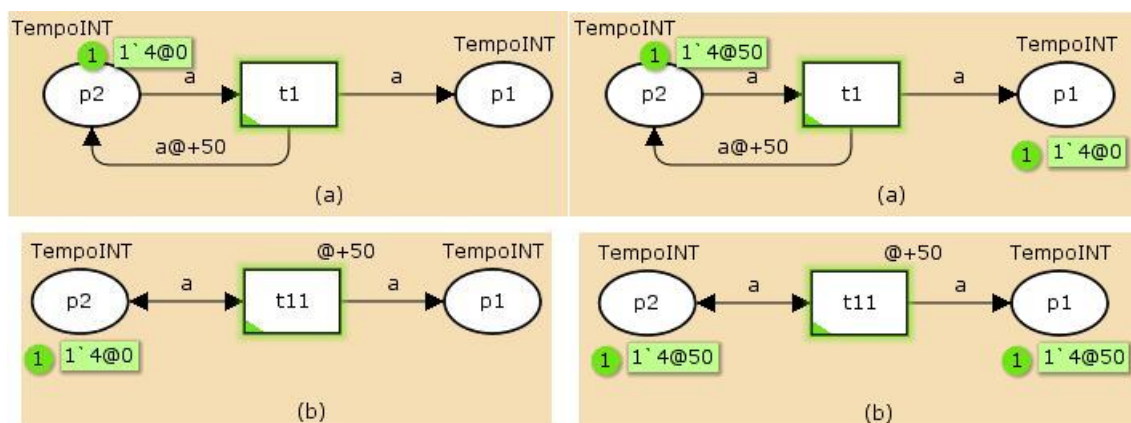 TempoINT
1 1`4@0
TempoINT
p2 a t1 a p1
a@+50
(a)
TempoINT
1 1`4@50
TempoINT
p2 a t1 a p1
a@+50
1 1`4@0
(a)
TempoINT @+50 TempoINT
p2 a t11 a p1
1 1`4@0
(b)
TempoINT @+50 TempoINT
p2 a t11 a p1
1 1`4@50 1 1`4@50
(b)